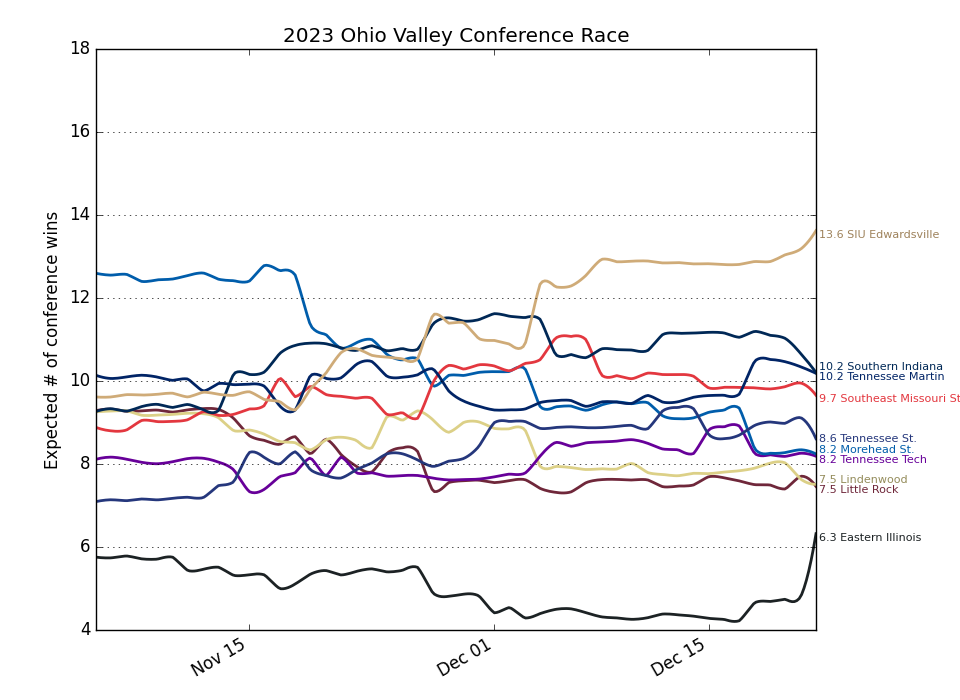 2023 Ohio Valley Conference Race
Expected # of conference wins
18
16
14
12
10
8
6
4
Nov 15
Dec 01
Dec 15
13.6 SIU Edwardsville
10.2 Southern Indiana
10.2 Tennessee Martin
9.7 Southeast Missouri St
8.6 Tennessee St.
8.2 Morehead St.
8.2 Tennessee Tech
7.5 Lindenwood
7.5 Little Rock
6.3 Eastern Illinois